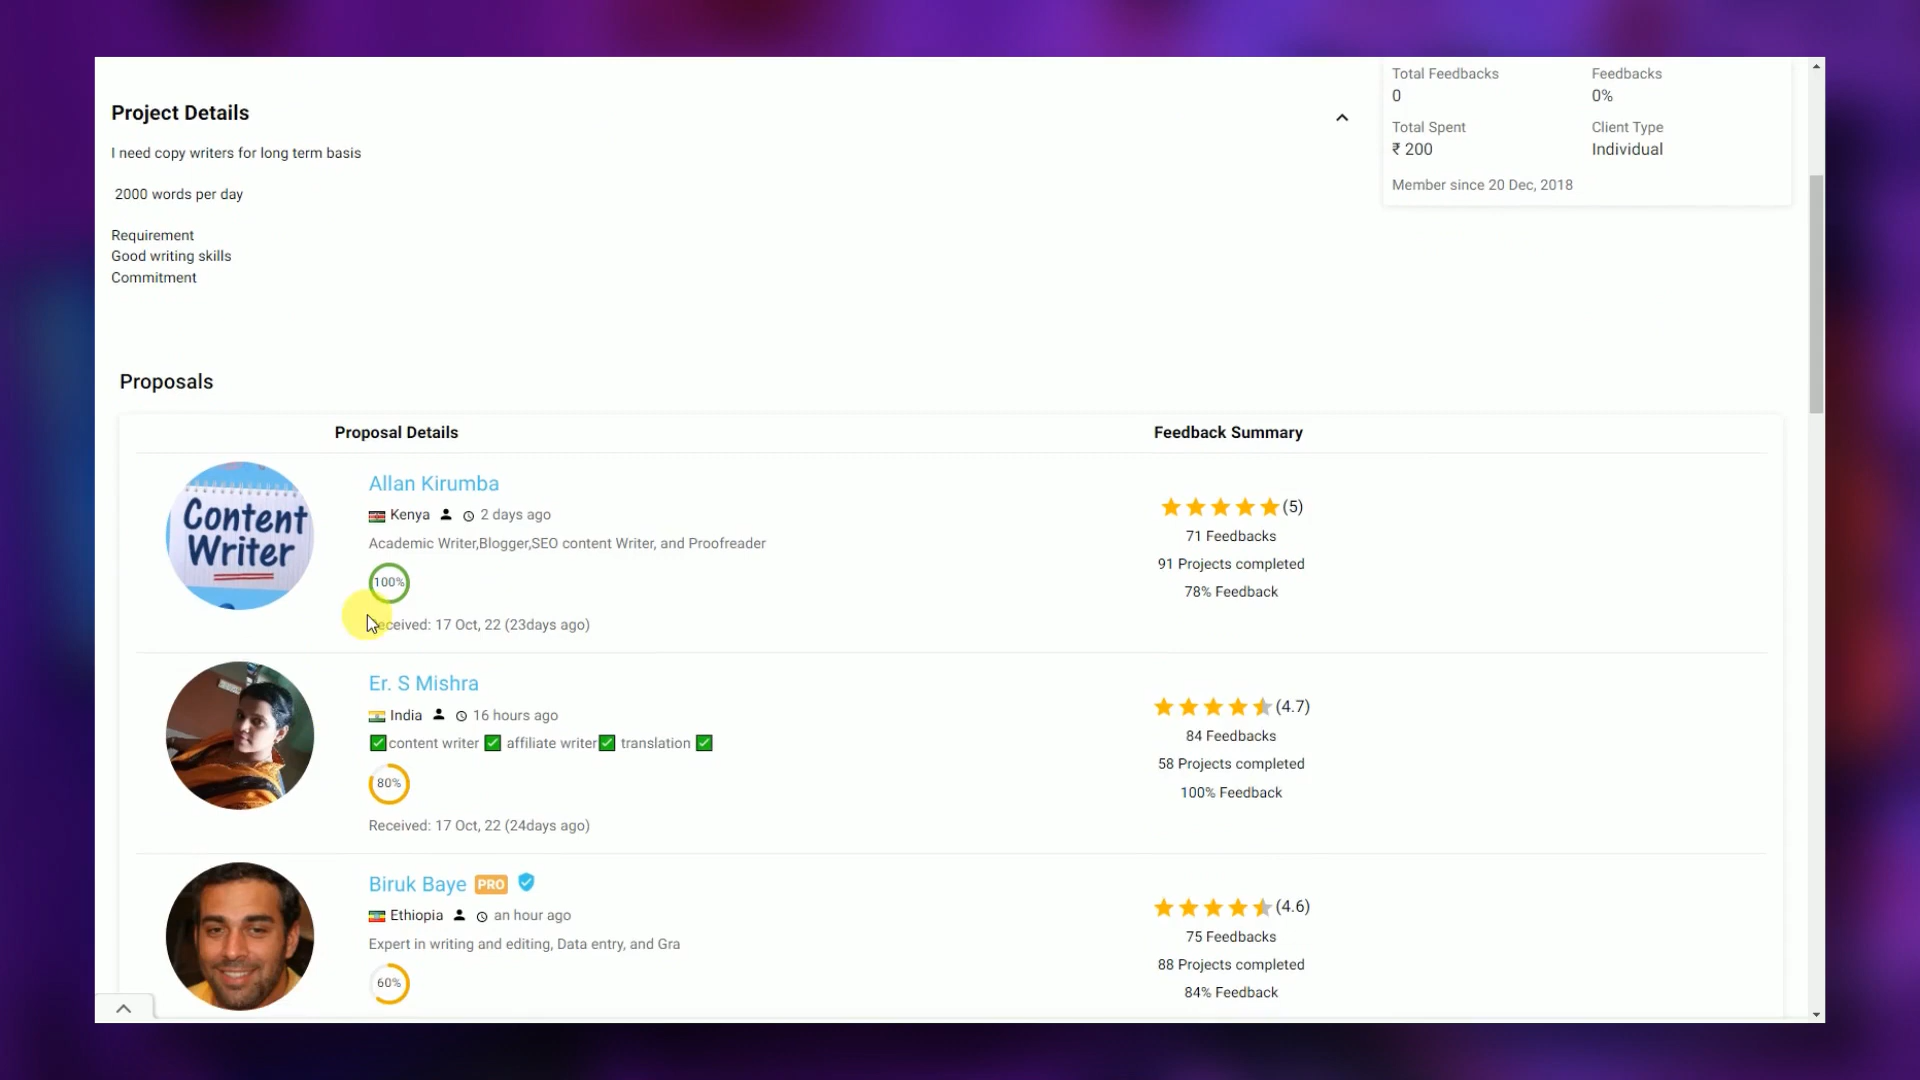 Total Feedbacks
Feedbacks
0
0%
Total Spent
Client Type
₹ 200
Individual
Member since 20 Dec, 2018
Project Details
I need copy writers for long term basis
2000 words per day
Requirement
Good writing skills
Commitment
Proposals
Proposal Details
Feedback Summary
Content
Writer
Allan Kirumba
Kenya 2 days ago
Academic Writer,Blogger,SEO content Writer, and Proofreader
100%
Received: 17 Oct, 22 (23days ago)
(5)
71 Feedbacks
91 Projects completed
78% Feedback
Er. S Mishra
India 16 hours ago
✅content writer ✅ affiliate writer✅ translation ✅
80%
Received: 17 Oct, 22 (24days ago)
(4.7)
84 Feedbacks
58 Projects completed
100% Feedback
Biruk Baye PRO
Ethiopia an hour ago
Expert in writing and editing, Data entry, and Gra
60%
(4.6)
75 Feedbacks
88 Projects completed
84% Feedback